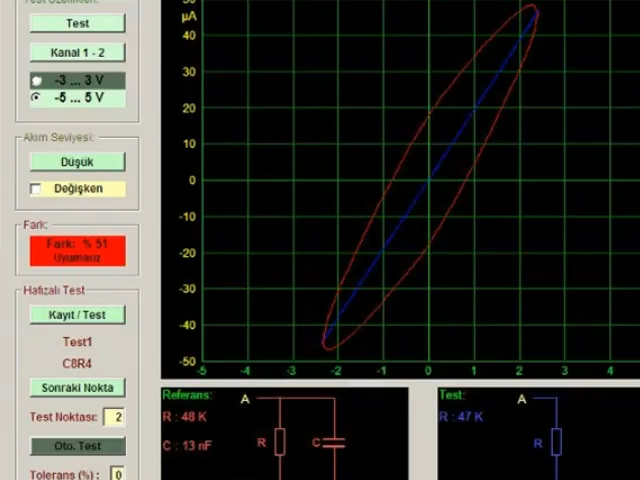 Test Özellikleri:
Test
Kanal 1 - 2
-3 ... 3 V
-5 ... 5 V
Akım Seviyesi:
Düşük
Değişken
Fark:
Fark: % 51
Uyumsuz
Hafızalı Test
Kayıt / Test
Test1
C8R4
Sonraki Nokta
Test Noktası: 2
Oto. Test
Tolerans (%) : 0
50
µA
40
30
20
10
0
-10
-20
-30
-40
-50
-5 -4 -3 -2 -1 0 1 2 3 4
Referans:
A
R : 48 K
R
C
C : 13 nF
Test:
A
R : 47 K
R